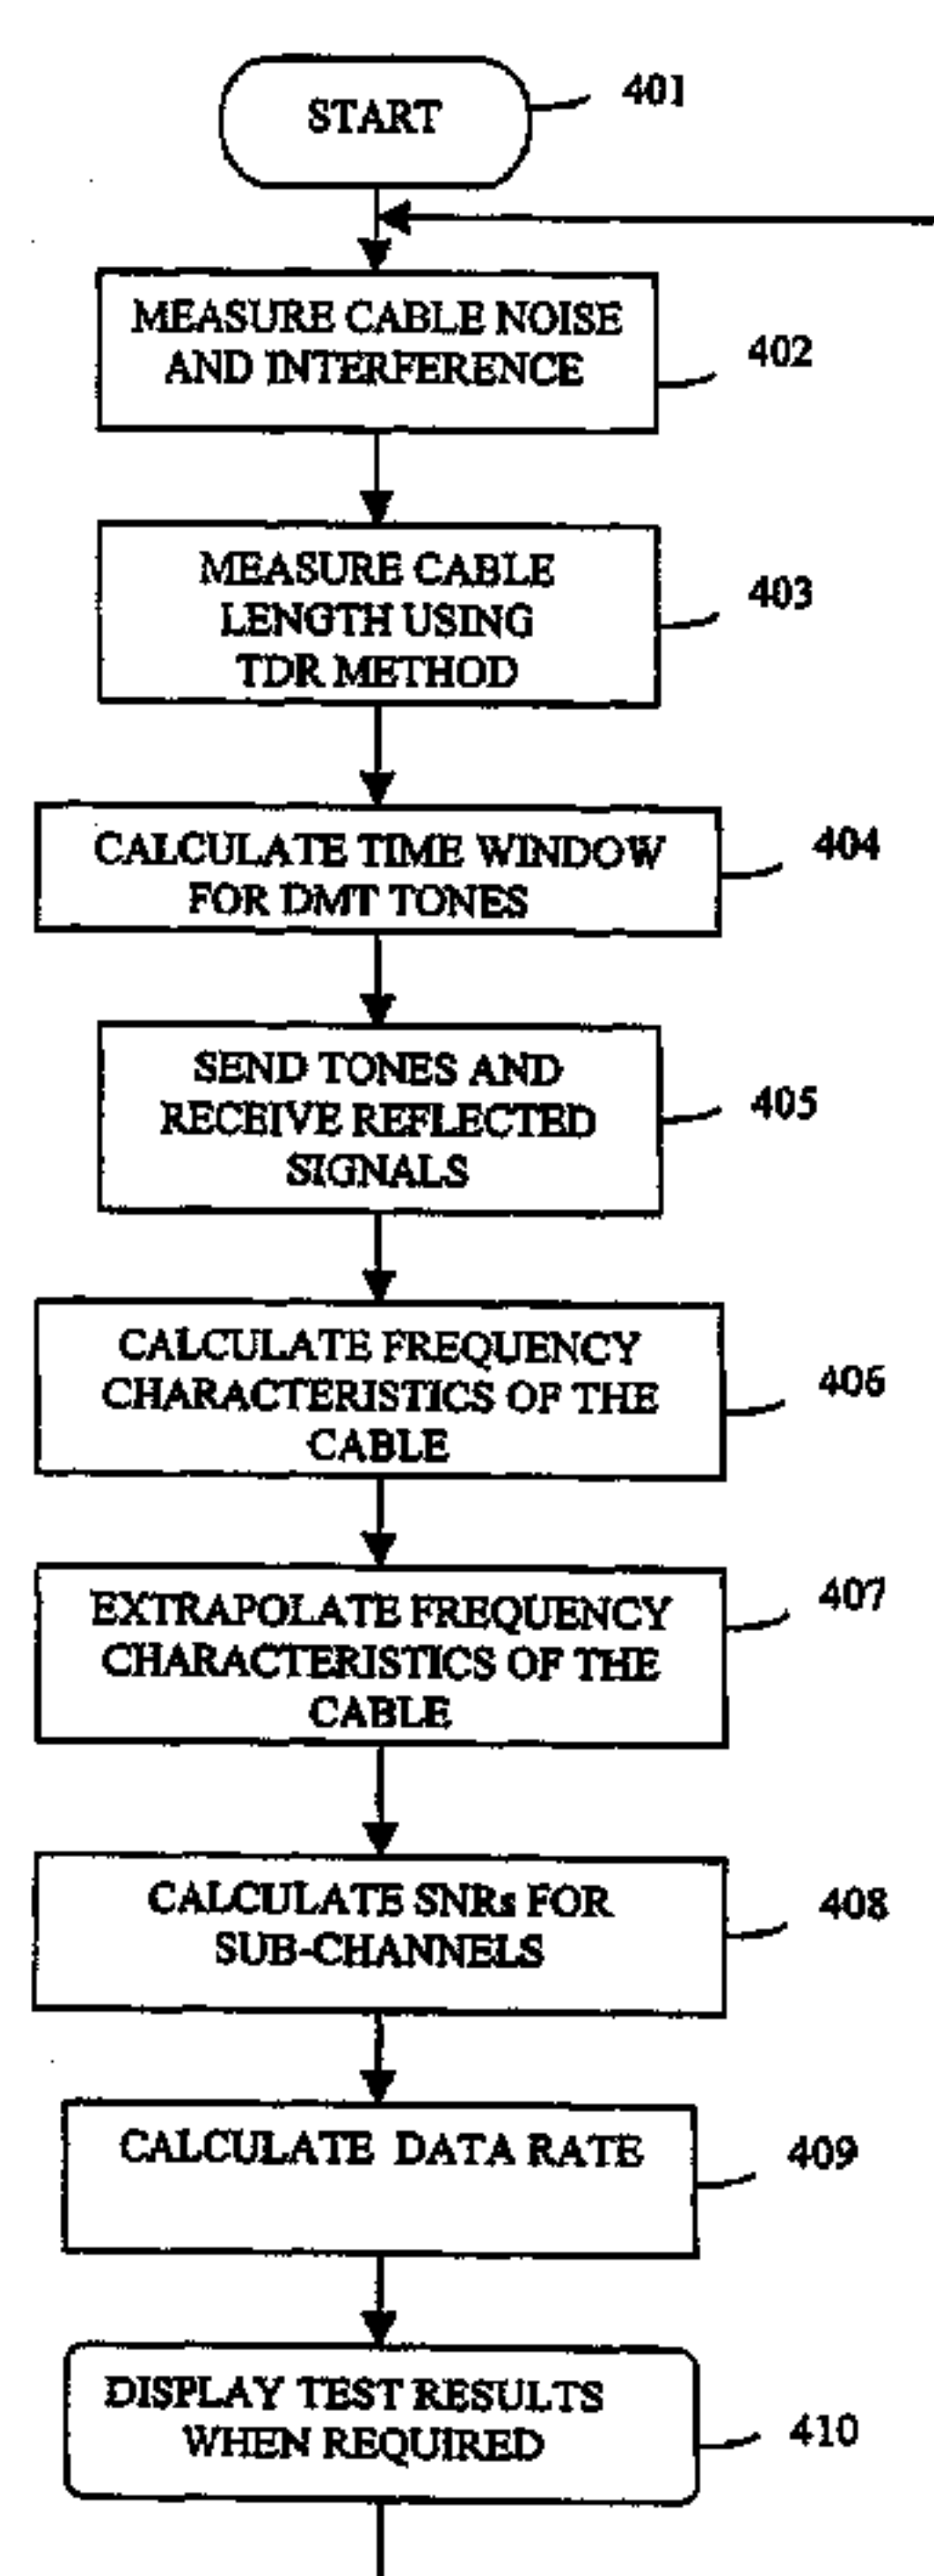 START
401
MEASURE CABLE NOISE
AND INTERFERENCE
402
MEASURE CABLE
LENGTH USING
TDR METHOD
403
CALCULATE TIME WINDOW
FOR DMT TONES
404
SEND TONES AND
RECEIVE REFLECTED
SIGNALS
405
CALCULATE FREQUENCY
CHARACTERISTICS OF THE
CABLE
406
EXTRAPOLATE FREQUENCY
CHARACTERISTICS OF THE
CABLE
407
CALCULATE SNRs FOR
SUB-CHANNELS
408
CALCULATE DATA RATE
409
DISPLAY TEST RESULTS
WHEN REQUIRED
410